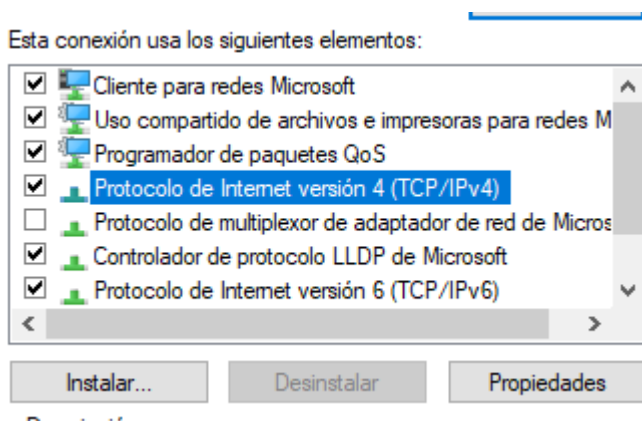 Esta conexión usa los siguientes elementos:
Cliente para redes Microsoft
Uso compartido de archivos e impresoras para redes M
Programador de paquetes QoS
Protocolo de Internet versión 4 (TCP/IPv4)
Protocolo de multiplexor de adaptador de red de Micros
Controlador de protocolo LLDP de Microsoft
Protocolo de Internet versión 6 (TCP/IPv6)
Instalar...
Desinstalar
Propiedades